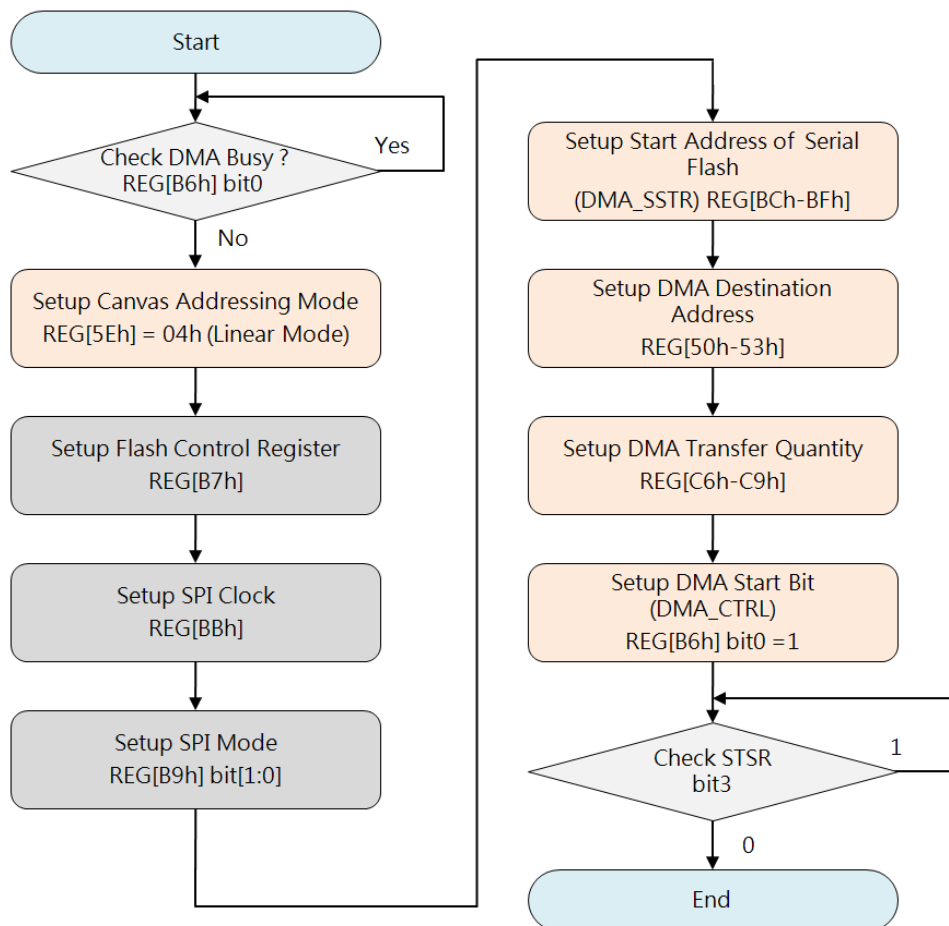 Start
Check DMA Busy ?
REG[B6h] bit0
Yes
No
Setup Canvas Addressing Mode
REG[5Eh] = 04h (Linear Mode)
Setup Flash Control Register
REG[B7h]
Setup SPI Clock
REG[BBh]
Setup SPI Mode
REG[B9h] bit[1:0]
Setup Start Address of Serial
Flash
(DMA_SSTR) REG[BCh-BFh]
Setup DMA Destination
Address
REG[50h-53h]
Setup DMA Transfer Quantity
REG[C6h-C9h]
Setup DMA Start Bit
(DMA_CTRL)
REG[B6h] bit0 =1
Check STSR
bit3
1
0
End